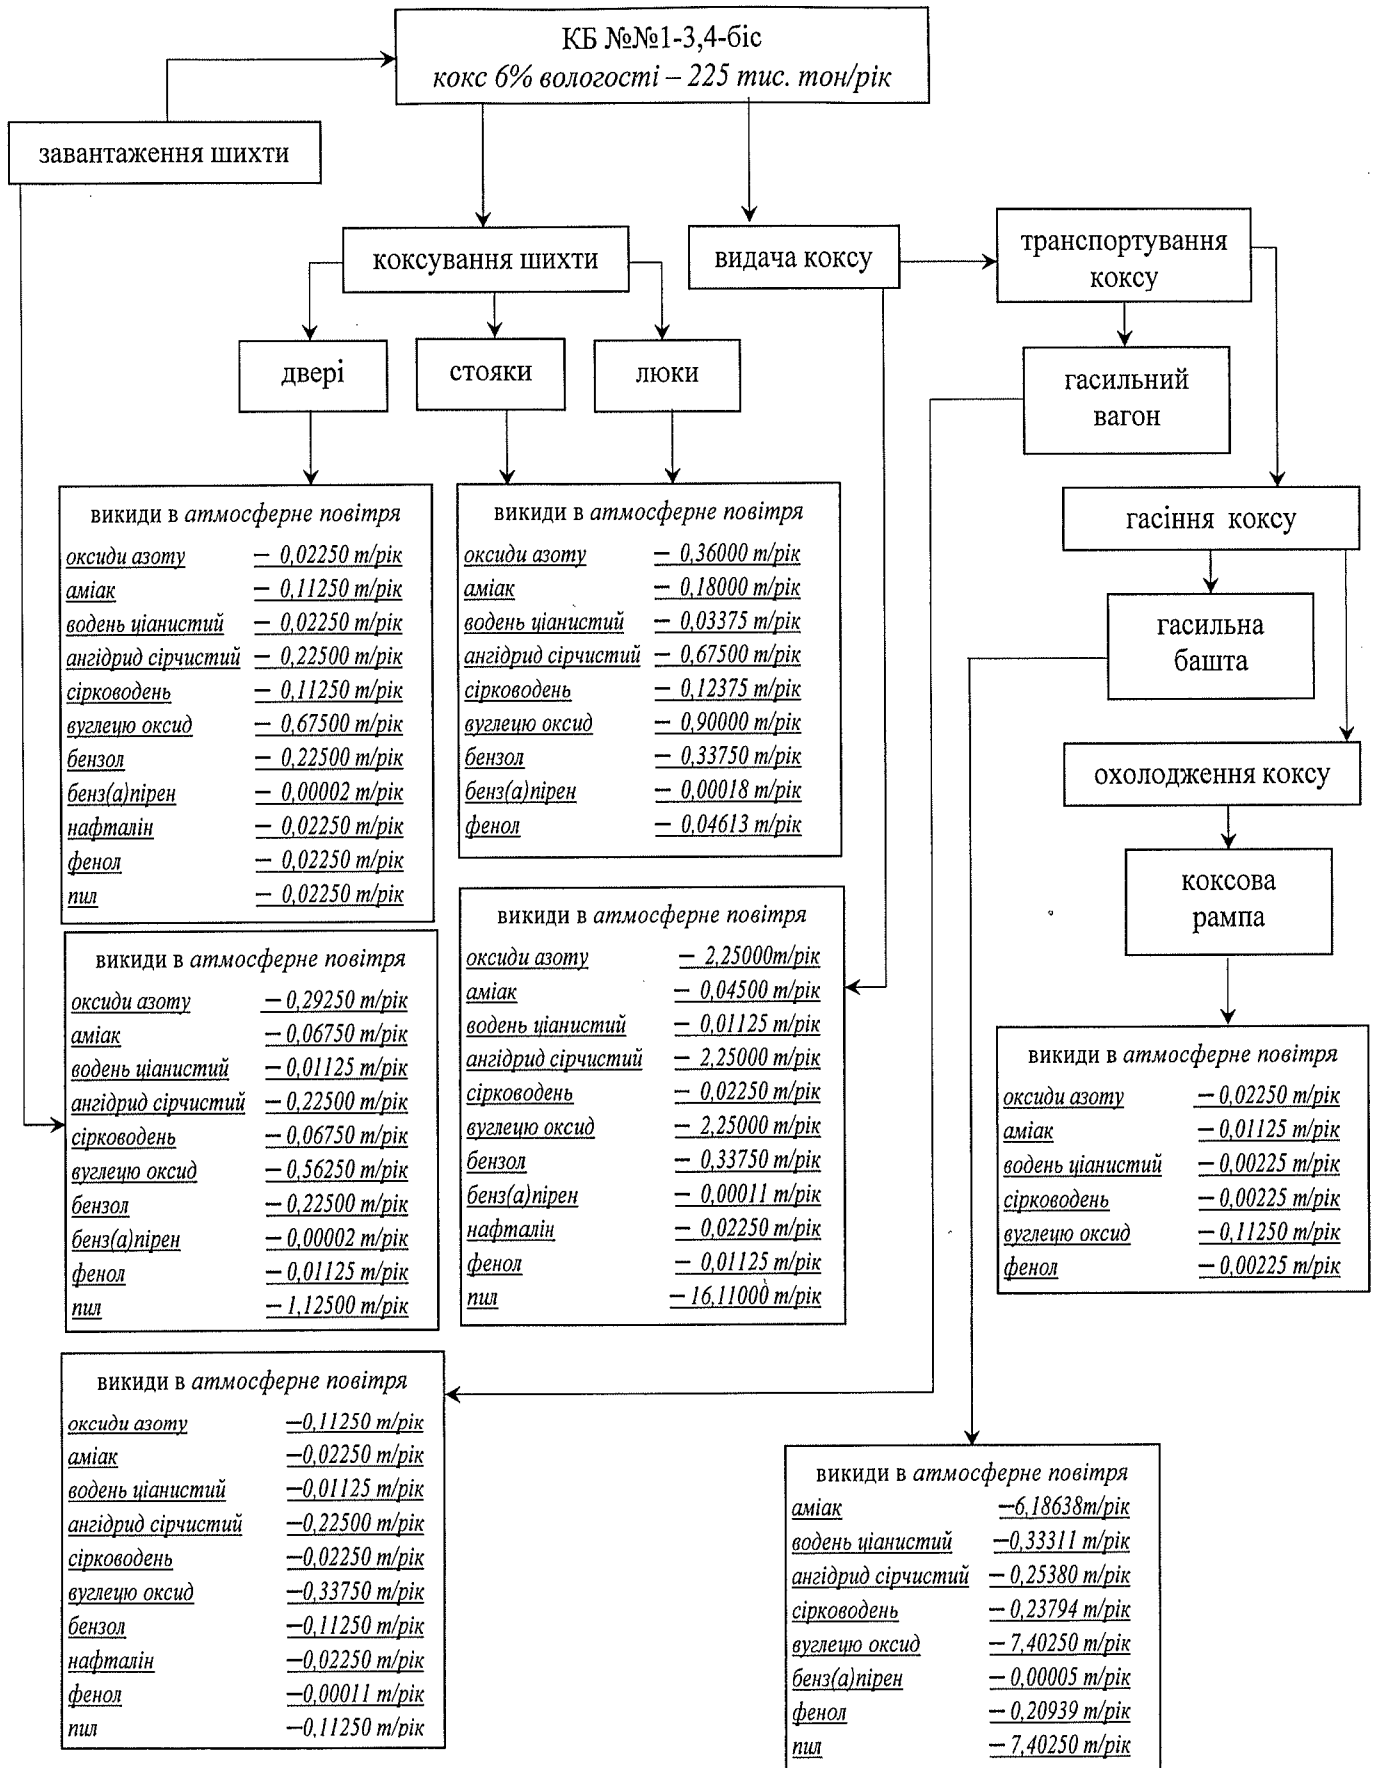 КБ №№1-3,4-біс
кокс 6% вологості – 225 тис. тон/рік
завантаження шихти
коксування шихти
видача коксу
транспортування
коксу
двері
стояки
люки
гасильний
вагон
гасіння коксу
гасильна
башта
охолодження коксу
коксова
рампа
викиди в атмосферне повітря
оксиди азоту – 0,02250 т/рік
аміак – 0,11250 т/рік
водень ціанистий – 0,02250 т/рік
ангідрид сірчистий – 0,22500 т/рік
сірководень – 0,11250 т/рік
вуглецю оксид – 0,67500 т/рік
бензол – 0,22500 т/рік
бенз(а)пірен – 0,00002 т/рік
нафталін – 0,02250 т/рік
фенол – 0,02250 т/рік
пил – 0,02250 т/рік
викиди в атмосферне повітря
оксиди азоту – 0,36000 т/рік
аміак – 0,18000 т/рік
водень ціанистий – 0,03375 т/рік
ангідрид сірчистий – 0,67500 т/рік
сірководень – 0,12375 т/рік
вуглецю оксид – 0,90000 т/рік
бензол – 0,33750 т/рік
бенз(а)пірен – 0,00018 т/рік
фенол – 0,04613 т/рік
викиди в атмосферне повітря
оксиди азоту – 0,29250 т/рік
аміак – 0,06750 т/рік
водень ціанистий – 0,01125 т/рік
ангідрид сірчистий – 0,22500 т/рік
сірководень – 0,06750 т/рік
вуглецю оксид – 0,56250 т/рік
бензол – 0,22500 т/рік
бенз(а)пірен – 0,00002 т/рік
фенол – 0,01125 т/рік
пил – 1,12500 т/рік
викиди в атмосферне повітря
оксиди азоту – 2,25000т/рік
аміак – 0,04500 т/рік
водень ціанистий – 0,01125 т/рік
ангідрид сірчистий – 2,25000 т/рік
сірководень – 0,02250 т/рік
вуглецю оксид – 2,25000 т/рік
бензол – 0,33750 т/рік
бенз(а)пірен – 0,00011 т/рік
нафталін – 0,02250 т/рік
фенол – 0,01125 т/рік
пил – 16,11000 т/рік
викиди в атмосферне повітря
оксиди азоту – 0,02250 т/рік
аміак – 0,01125 т/рік
водень ціанистий – 0,00225 т/рік
сірководень – 0,00225 т/рік
вуглецю оксид – 0,11250 т/рік
фенол – 0,00225 т/рік
викиди в атмосферне повітря
оксиди азоту –0,11250 т/рік
аміак –0,02250 т/рік
водень ціанистий –0,01125 т/рік
ангідрид сірчистий –0,22500 т/рік
сірководень –0,02250 т/рік
вуглецю оксид –0,33750 т/рік
бензол –0,11250 т/рік
нафталін –0,02250 т/рік
фенол –0,00011 т/рік
пил –0,11250 т/рік
викиди в атмосферне повітря
аміак –6,18638т/рік
водень ціанистий –0,33311 т/рік
ангідрид сірчистий – 0,25380 т/рік
сірководень – 0,23794 т/рік
вуглецю оксид – 7,40250 т/рік
бенз(а)пірен – 0,00005 т/рік
фенол – 0,20939 т/рік
пил – 7,40250 т/рік